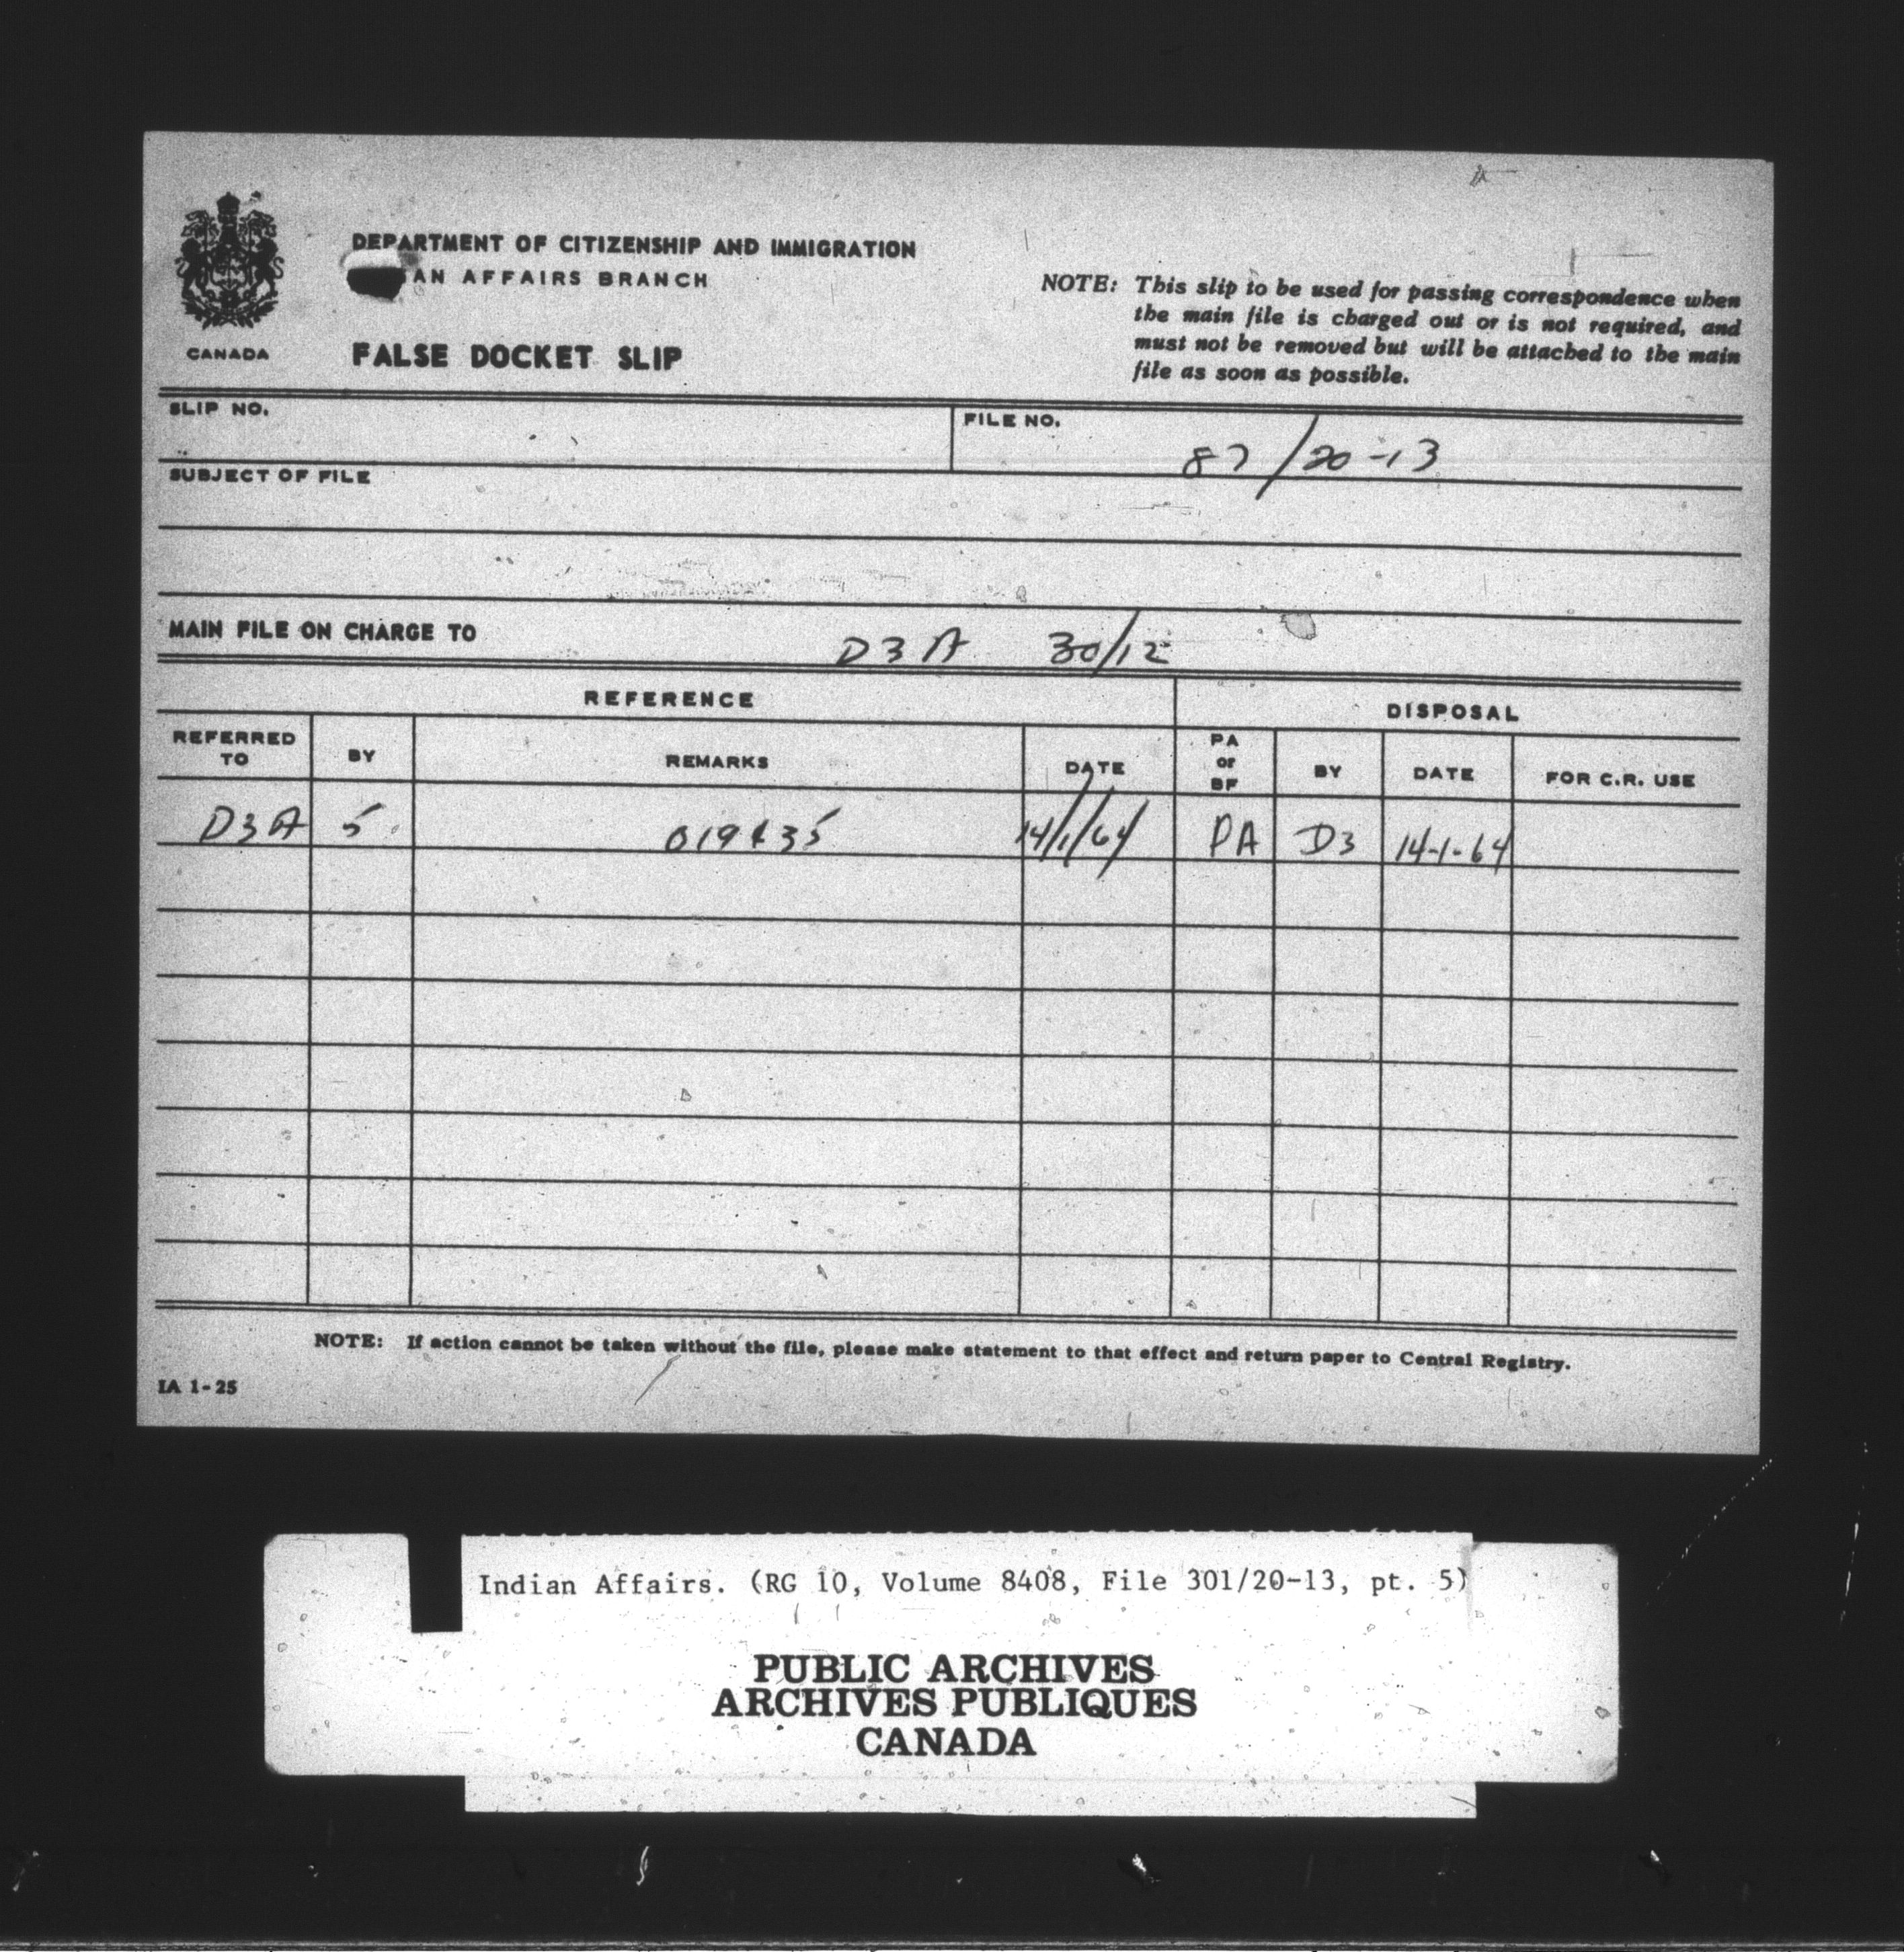 DEPARTMENT OF CITIZENSHIP AND IMMIGRATION
AN AFFAIRS BRANCH
CANADA
FALSE DOCKET SLIP
NOTE: This slip to be used for passing correspondence when
the main file is charged out or is not required, and
must not be removed but will be attached to the main
file as soon as possible.
SLIP NO.
FILE NO.
87/20-13
SUBJECT OF FILE
MAIN FILE ON CHARGE TO
D3A 30/12
REFERENCE
DISPOSAL
REFERRED
TO
BY
REMARKS
DATE
PA
or
BF
BY
DATE
FOR C.R. USE
D3A 5 14/1/64 PA D3 14-1-64
NOTE: If action cannot be taken without the file, please make statement to that effect and return paper to Central Registry.
IA 1-25
Indian Affairs. (RG 10, Volume 8408, File 301/20-13, pt. 5)
PUBLIC ARCHIVES
ARCHIVES PUBLIQUES
CANADA